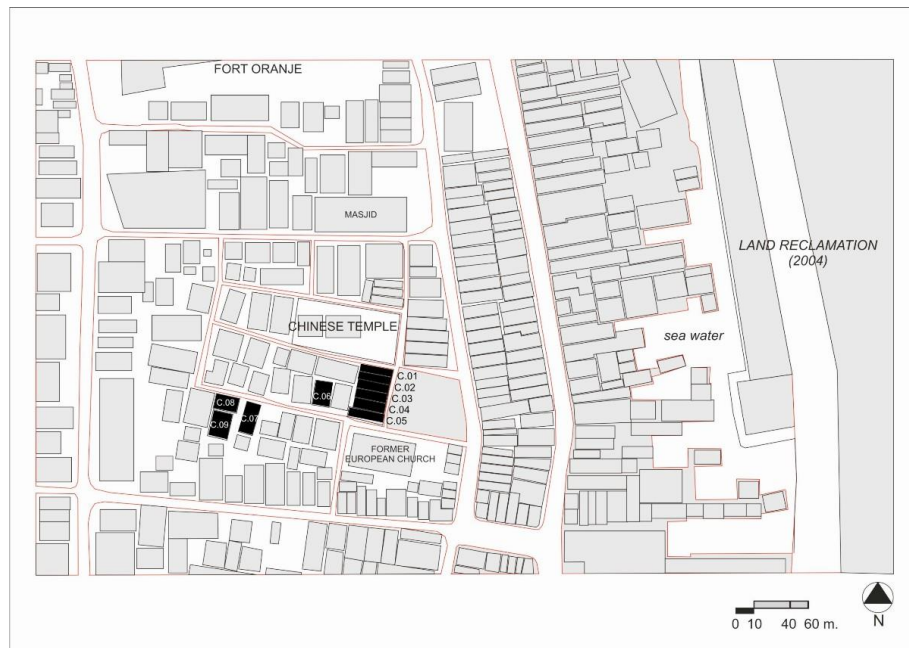 FORT ORANJE
MASJID
LAND RECLAMATION
(2004)
CHINESE TEMPLE
sea water
C.01
C.02
C.03
C.04
C.05
C.06
C.07
C.08
C.09
FORMER
EUROPEAN CHURCH
0 10 40 60 m.
N